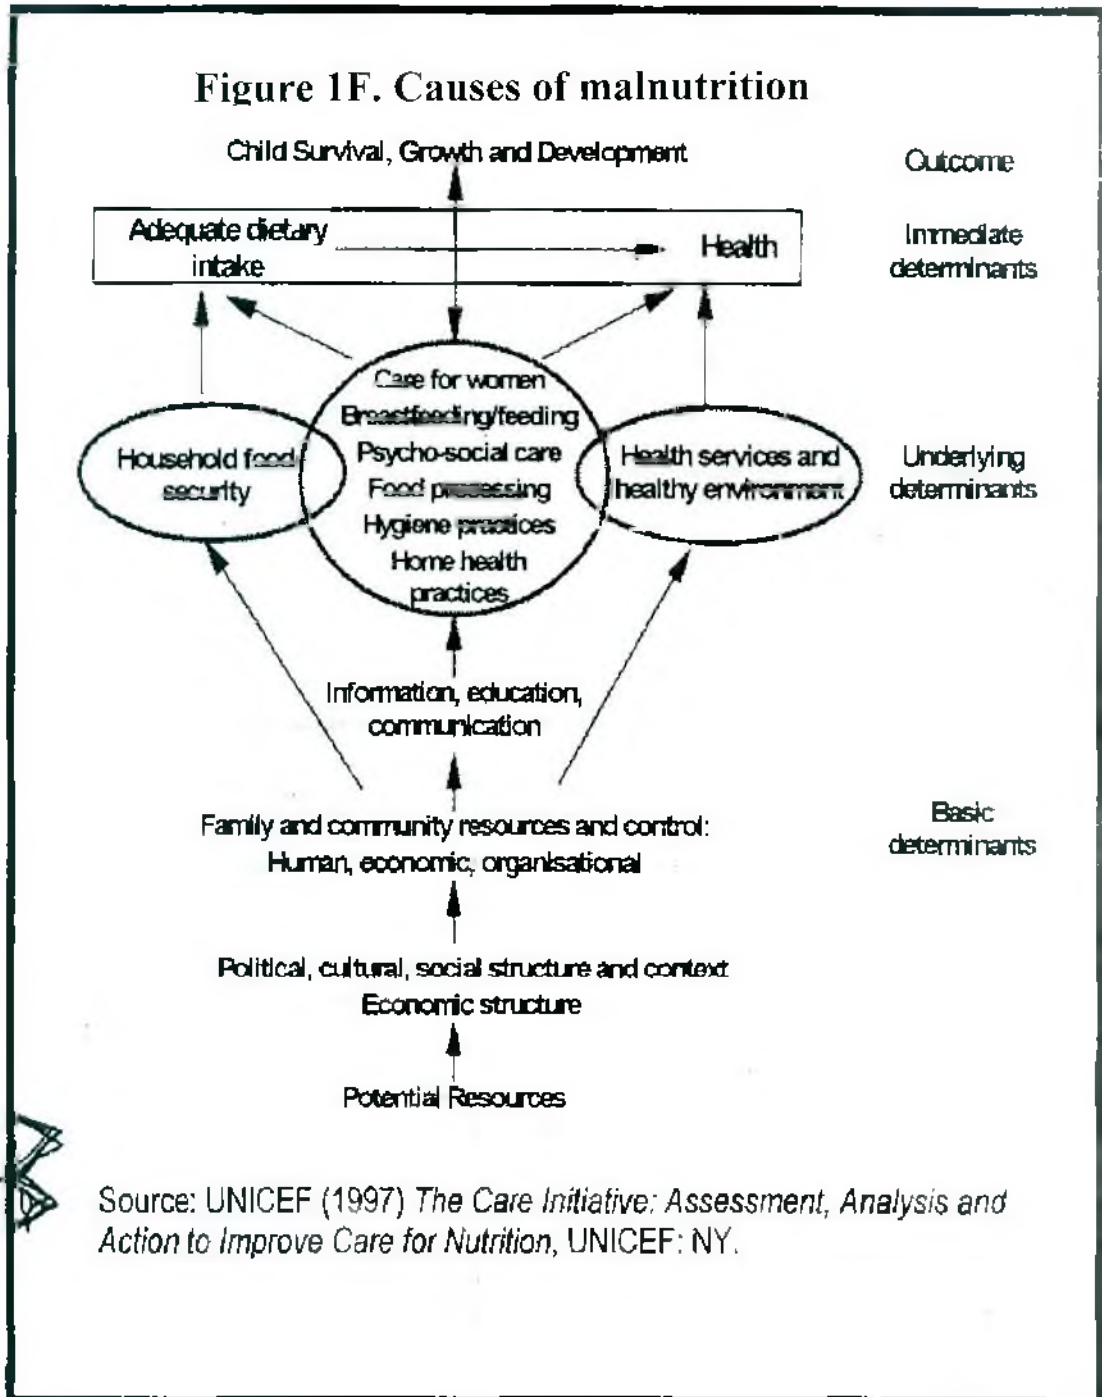 Figure 1F. Causes of malnutrition
Child Survival, Growth and Development
Outcome
Adequate dietary
intake
Health
Immediate
determinants
Care for women
Breastfeeding/feeding
Psycho-social care
Food processing
Hygiene practices
Home health
practices
Household food
security
Health services and
healthy environment
Underlying
determinants
Information, education,
communication
Family and community resources and control:
Human, economic, organisational
Basic
determinants
Political, cultural, social structure and context
Economic structure
Potential Resources
Source: UNICEF (1997) The Care Initiative: Assessment, Analysis and
Action to Improve Care for Nutrition, UNICEF: NY.